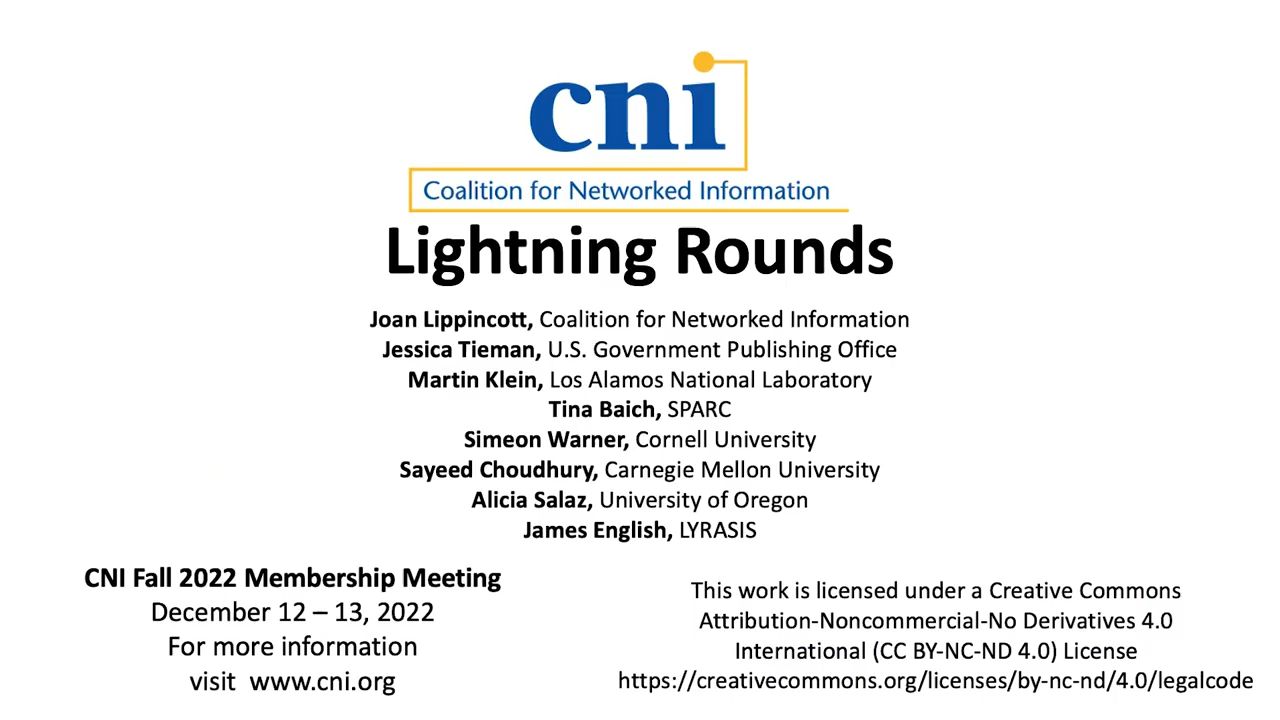 cni
Coalition for Networked Information
Lightning Rounds
Joan Lippincott, Coalition for Networked Information
Jessica Tieman, U.S. Government Publishing Office
Martin Klein, Los Alamos National Laboratory
Tina Baich, SPARC
Simeon Warner, Cornell University
Sayeed Choudhury, Carnegie Mellon University
Alicia Salaz, University of Oregon
James English, LYRASIS
CNI Fall 2022 Membership Meeting
December 12 – 13, 2022
For more information
visit www.cni.org
This work is licensed under a Creative Commons
Attribution-Noncommercial-No Derivatives 4.0
International (CC BY-NC-ND 4.0) License
https://creativecommons.org/licenses/by-nc-nd/4.0/legalcode